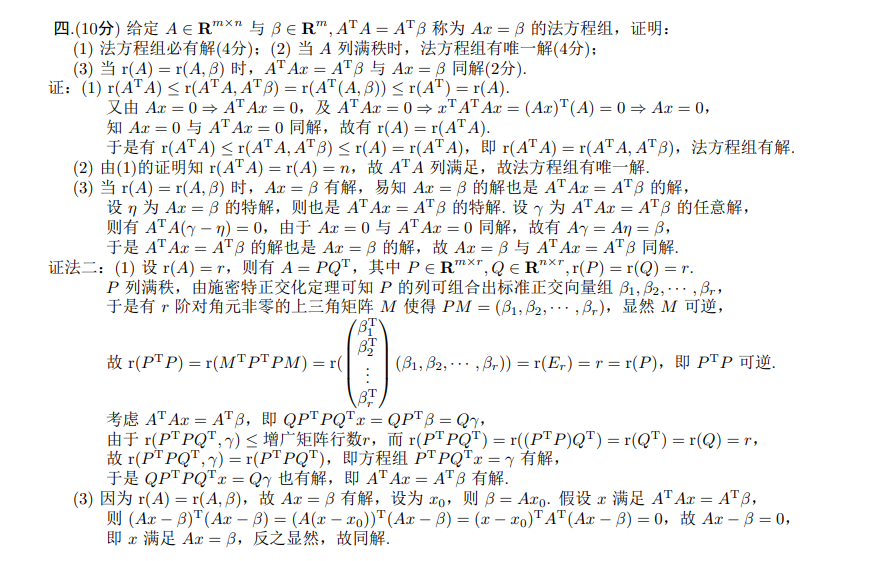 四.(10分) 给定 A ∈ R^{m×n} 与 β ∈ R^m, A^T A = A^T β 称为 Ax = β 的法方程组，证明：
(1) 法方程组必有解(4分)；(2) 当 A 列满秩时，法方程组有唯一解(4分)；
(3) 当 r(A) = r(A, β) 时，A^T Ax = A^T β 与 Ax = β 同解(2分).
证：(1) r(A^T A) ≤ r(A^T A, A^T β) = r(A^T (A, β)) ≤ r(A^T) = r(A).
又由 Ax = 0 ⇒ A^T Ax = 0，及 A^T Ax = 0 ⇒ x^T A^T Ax = (Ax)^T (A) = 0 ⇒ Ax = 0，
知 Ax = 0 与 A^T Ax = 0 同解，故有 r(A) = r(A^T A).
于是有 r(A^T A) ≤ r(A^T A, A^T β) ≤ r(A) = r(A^T A)，即 r(A^T A) = r(A^T A, A^T β)，法方程组有解.
(2) 由(1)的证明知 r(A^T A) = r(A) = n，故 A^T A 列满足，故法方程组有唯一解.
(3) 当 r(A) = r(A, β) 时，Ax = β 有解，易知 Ax = β 的解也是 A^T Ax = A^T β 的解，
设 η 为 Ax = β 的特解，则也是 A^T Ax = A^T β 的特解. 设 γ 为 A^T Ax = A^T β 的任意解，
则有 A^T A(γ − η) = 0，由于 Ax = 0 与 A^T Ax = 0 同解，故有 Aγ = Aη = β，
于是 A^T Ax = A^T β 的解也是 Ax = β 的解，故 Ax = β 与 A^T Ax = A^T β 同解.
证法二：(1) 设 r(A) = r，则有 A = PQ^T，其中 P ∈ R^{m×r}, Q ∈ R^{n×r}, r(P) = r(Q) = r.
P 列满秩，由施密特正交化定理可知 P 的列可组合出标准正交向量组 β_1, β_2, ··· , β_r，
于是有 r 阶对角元非零的上三角矩阵 M 使得 PM = (β_1, β_2, ··· , β_r)，显然 M 可逆，
故 r(P^T P) = r(M^T P^T PM) = r( (β_1^T β_2^T ⋮ β_r^T) (β_1, β_2, ··· , β_r)) = r(E_r) = r = r(P)，即 P^T P 可逆.
考虑 A^T Ax = A^T β，即 QP^T PQ^T x = QP^T β = Qγ，
由于 r(P^T PQ^T, γ) ≤ 增广矩阵行数r，而 r(P^T PQ^T) = r((P^T P)Q^T) = r(Q^T) = r(Q) = r，
故 r(P^T PQ^T, γ) = r(P^T PQ^T)，即方程组 P^T PQ^T x = γ 有解，
于是 QP^T PQ^T x = Qγ 也有解，即 A^T Ax = A^T β 有解.
(3) 因为 r(A) = r(A, β)，故 Ax = β 有解，设为 x_0，则 β = Ax_0. 假设 x 满足 A^T Ax = A^T β，
则 (Ax − β)^T (Ax − β) = (A(x − x_0))^T (Ax − β) = (x − x_0)^T A^T (Ax − β) = 0，故 Ax − β = 0，
即 x 满足 Ax = β，反之显然，故同解.